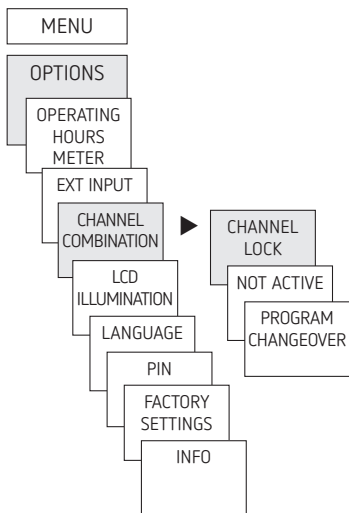 MENU
OPTIONS
OPERATING
HOURS
METER
EXT INPUT
CHANNEL
COMBINATION
LCD
ILLUMINATION
LANGUAGE
PIN
FACTORY
SETTINGS
INFO
CHANNEL
LOCK
NOT ACTIVE
PROGRAM
CHANGEOVER